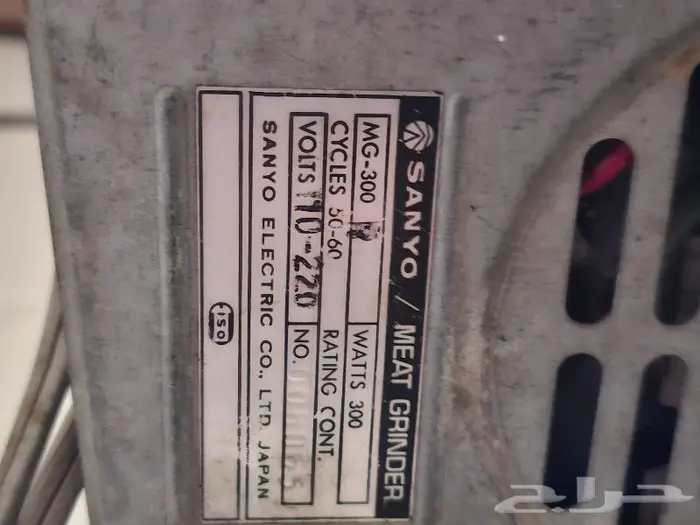 SANYO / MEAT GRINDER
MG-300 WATTS 300
CYCLES 50-60 RATING CONT.
VOLTS 110-220 NO.
SANYO ELECTRIC CO., LTD. JAPAN
ISO
حراج